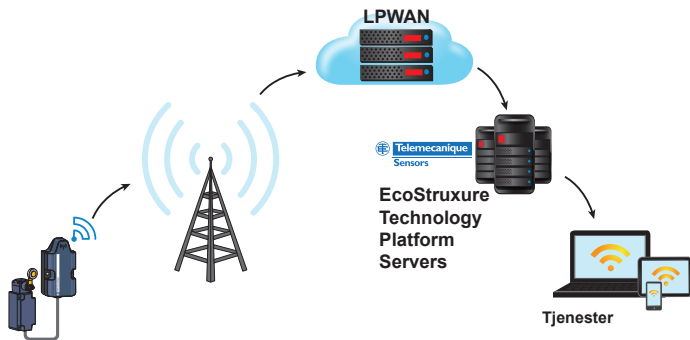 LPWAN
Telemecanique
Sensors
EcoStruxure
Technology
Platform
Servers
Tjenester